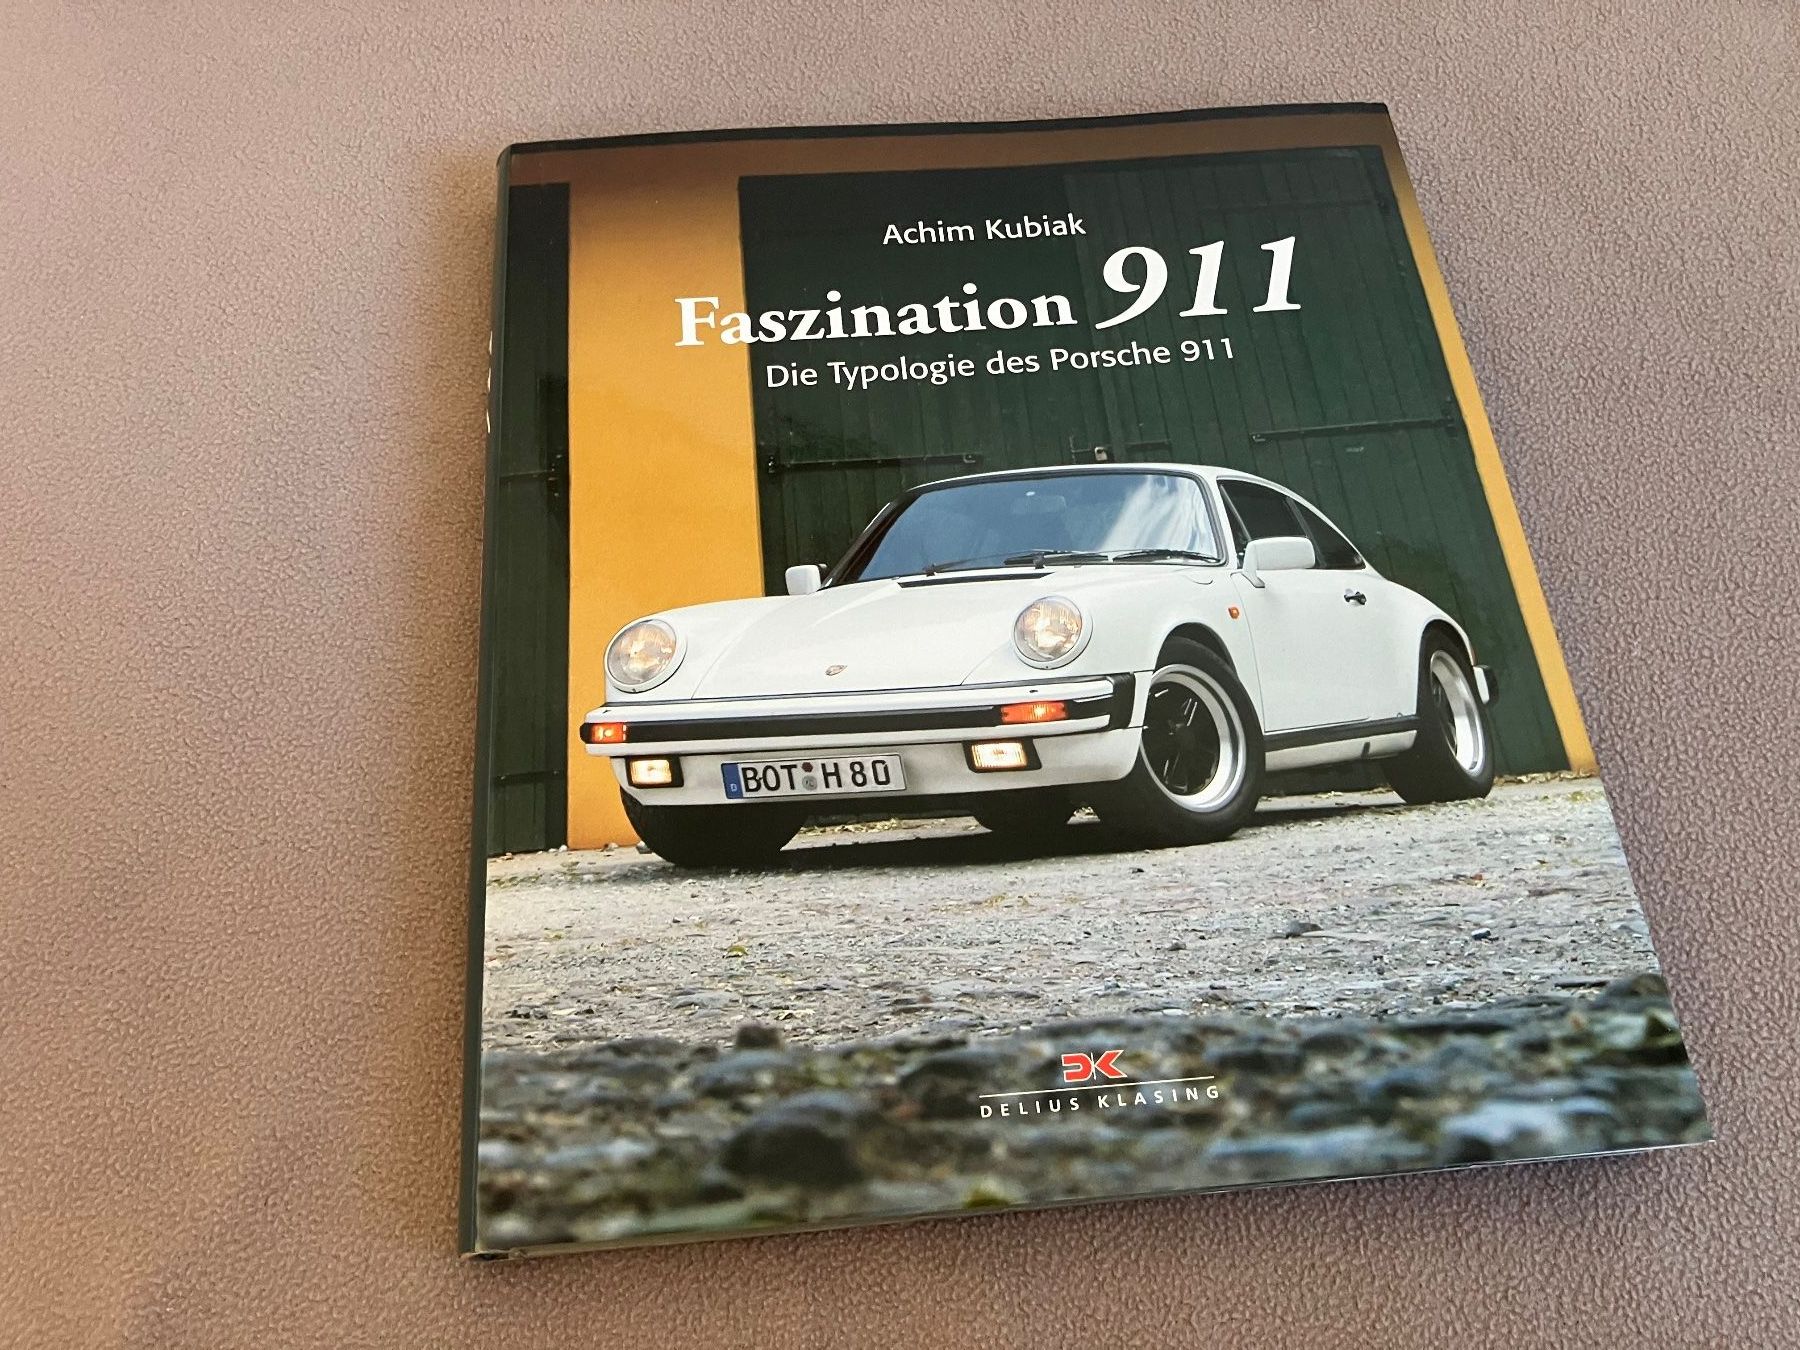 Achim Kubiak
Faszination 911
Die Typologie des Porsche 911
D BOT H 80
DELIUS KLASING